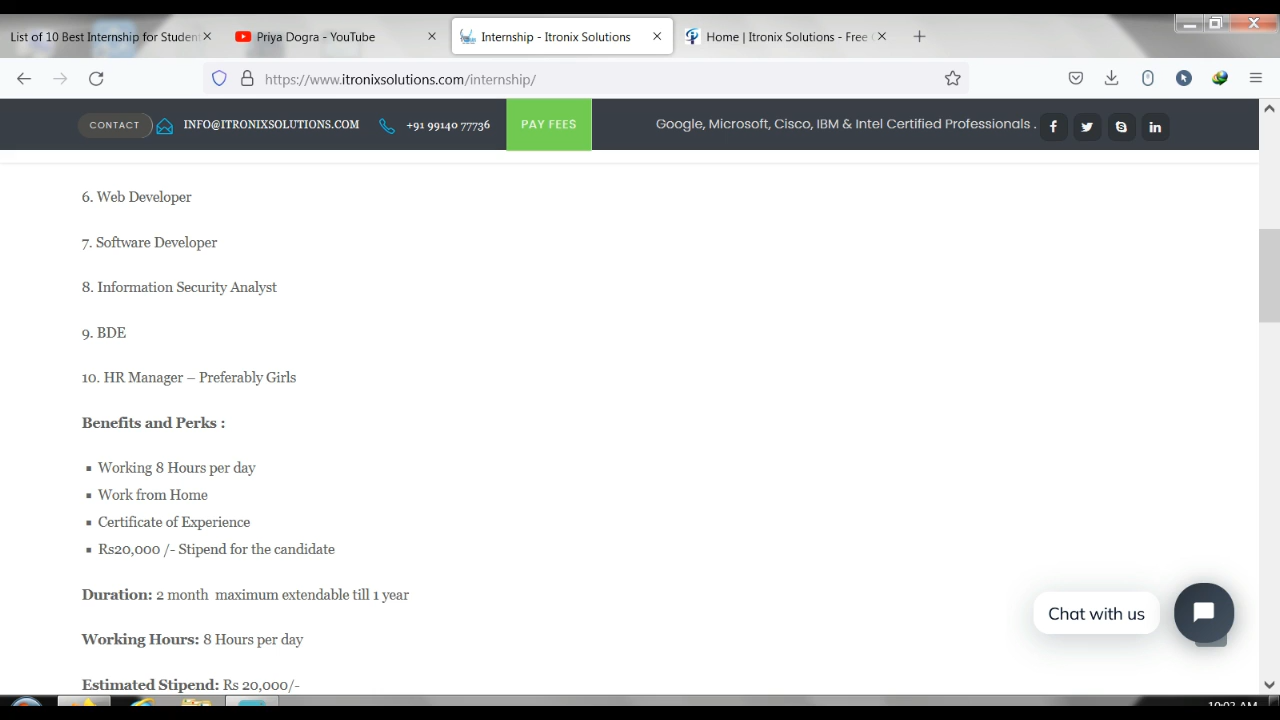 List of 10 Best Internship for Studen
Priya Dogra - YouTube
Internship - Itronix Solutions
Home | Itronix Solutions - Free
https://www.itronixsolutions.com/internship/
CONTACT
INFO@ITRONIXSOLUTIONS.COM
+91 99140 77736
PAY FEES
Google, Microsoft, Cisco, IBM & Intel Certified Professionals .
6. Web Developer
7. Software Developer
8. Information Security Analyst
9. BDE
10. HR Manager – Preferably Girls
Benefits and Perks :
Working 8 Hours per day
Work from Home
Certificate of Experience
Rs20,000 /- Stipend for the candidate
Duration: 2 month maximum extendable till 1 year
Working Hours: 8 Hours per day
Estimated Stipend: Rs 20,000/-
Chat with us